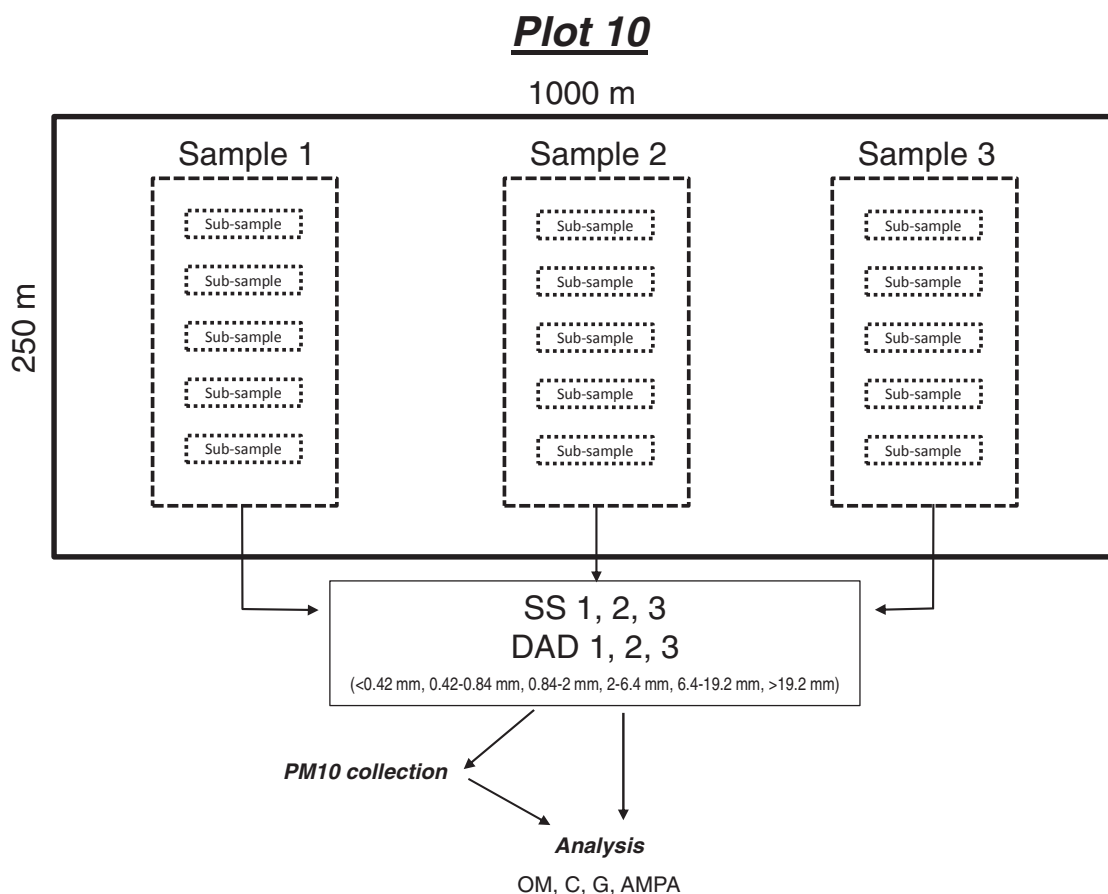 Plot 10
1000 m
250 m
Sample 1 Sample 2 Sample 3
Sub-sample Sub-sample Sub-sample
Sub-sample Sub-sample Sub-sample
Sub-sample Sub-sample Sub-sample
Sub-sample Sub-sample Sub-sample
Sub-sample Sub-sample Sub-sample
SS 1, 2, 3
DAD 1, 2, 3
(<0.42 mm, 0.42-0.84 mm, 0.84-2 mm, 2-6.4 mm, 6.4-19.2 mm, >19.2 mm)
PM10 collection
Analysis
OM, C, G, AMPA